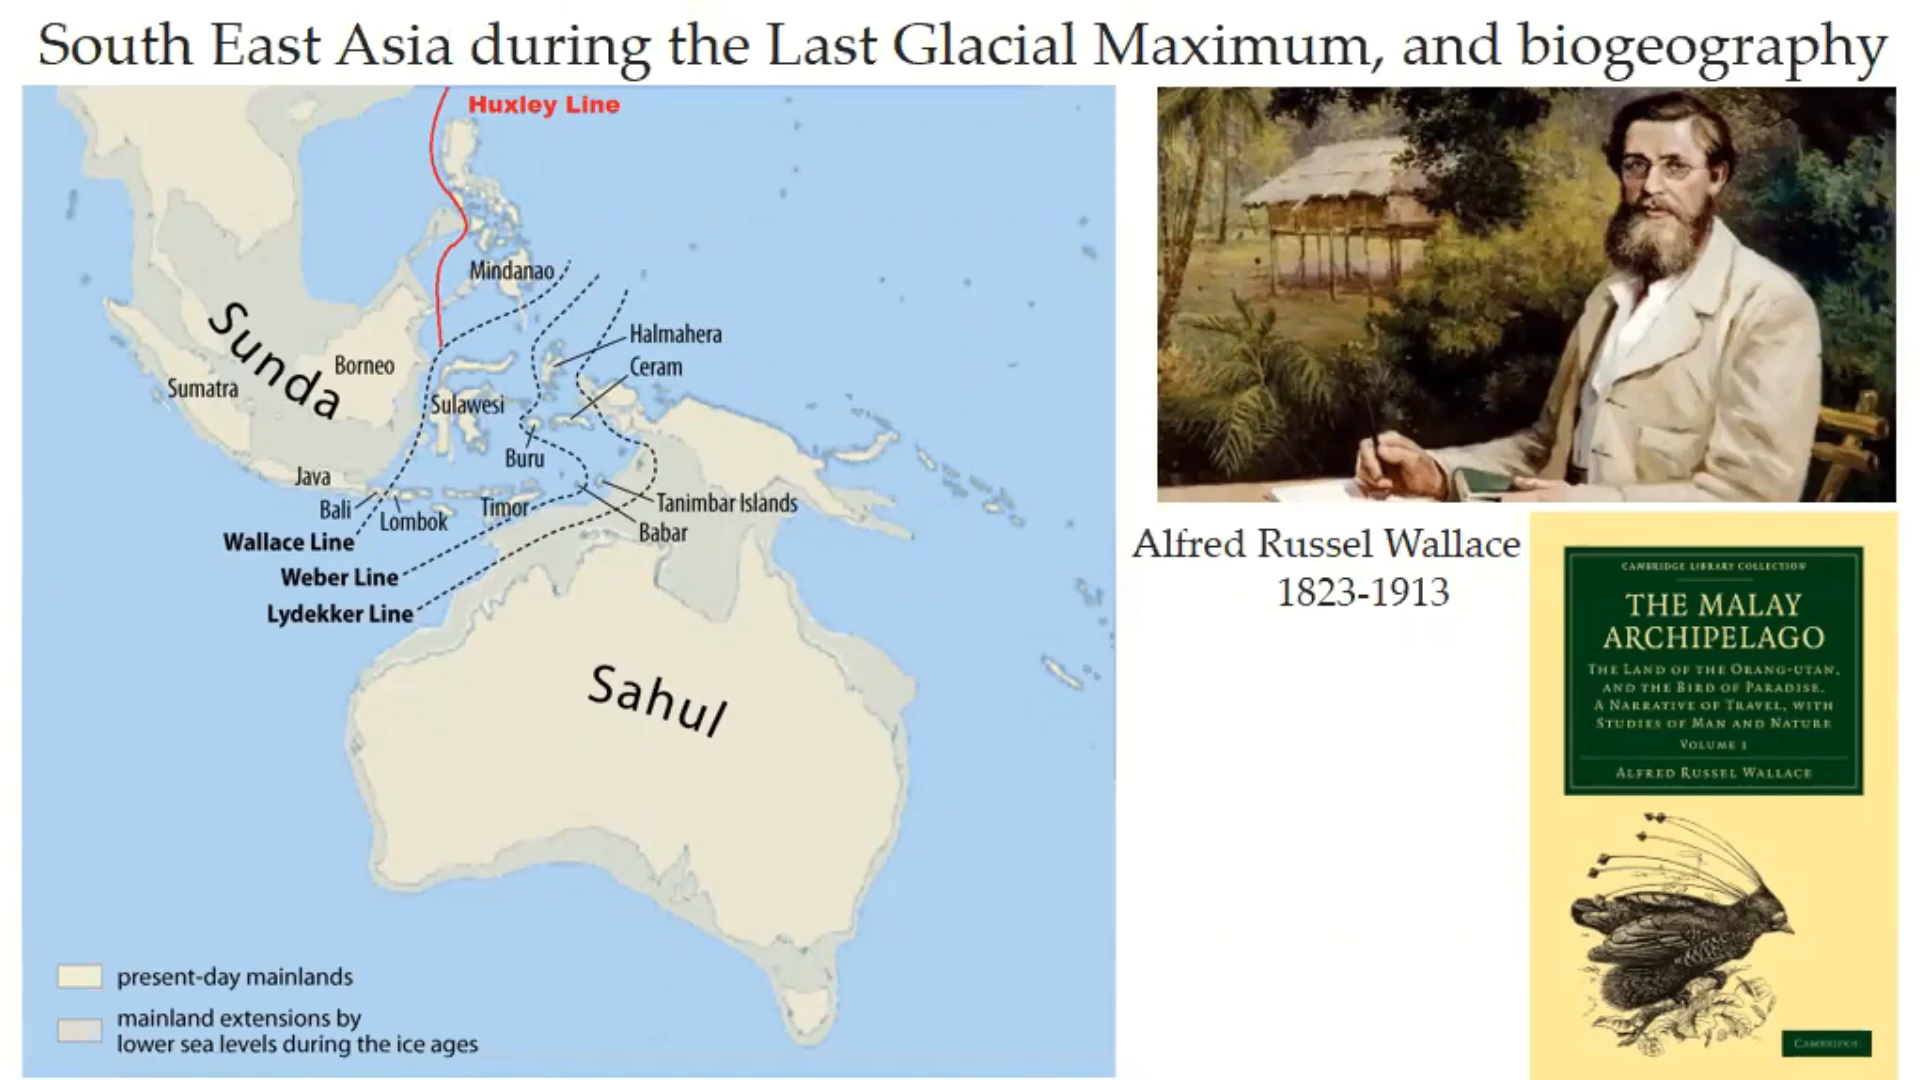 South East Asia during the Last Glacial Maximum, and biogeography
Huxley Line
Mindanao
Sunda
Halmahera
Borneo
Ceram
Sumatra
Sulawesi
Buru
Java
Bali
Lombok
Timor
Tanimbar Islands
Babar
Wallace Line
Weber Line
Lydekker Line
Sahul
present-day mainlands
mainland extensions by
lower sea levels during the ice ages
Alfred Russel Wallace
1823-1913
CAMBRIDGE LIBRARY COLLECTION
THE MALAY
ARCHIPELAGO
THE LAND OF THE ORANG-UTAN,
AND THE BIRD OF PARADISE.
A NARRATIVE OF TRAVEL, WITH
STUDIES OF MAN AND NATURE
VOLUME 1
ALFRED RUSSEL WALLACE
CAMBRIDGE